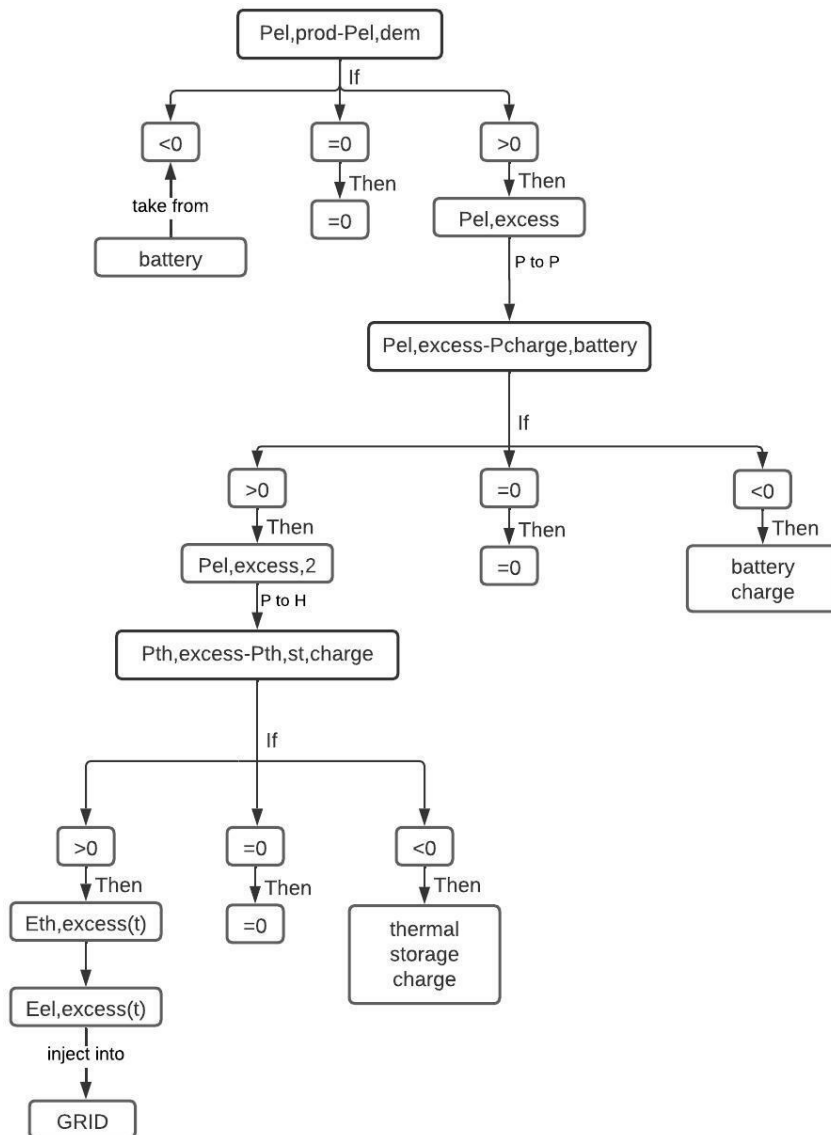 Pel,prod-Pel,dem
If
<0
=0
>0
Then
Then
take from
=0
Pel,excess
battery
P to P
Pel,excess-Pcharge,battery
If
>0
=0
<0
Then
Then
Then
Pel,excess,2
=0
battery
charge
P to H
Pth,excess-Pth,st,charge
If
>0
=0
<0
Then
Then
Then
Eth,excess(t)
=0
thermal
storage
charge
Eel,excess(t)
inject into
GRID